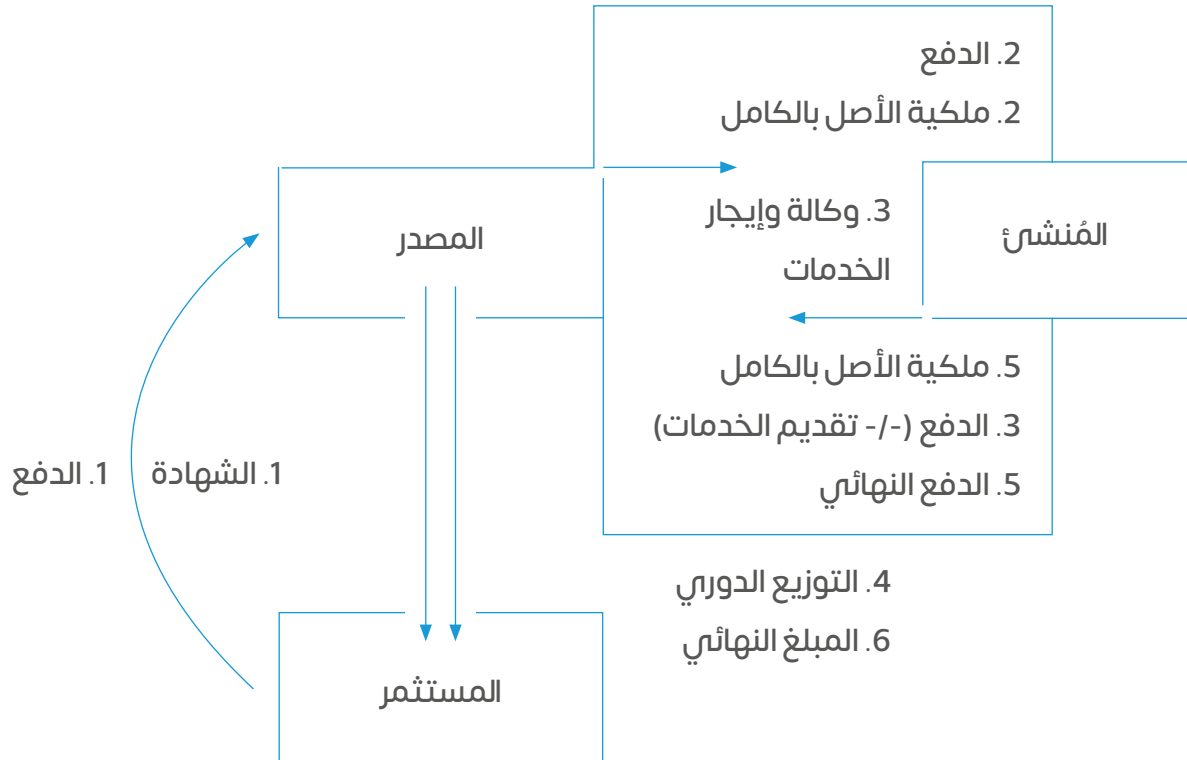 2. الدفع
2. ملكية الأصل بالكامل
المُنشئ
3. وكالة وإيجار
الخدمات
المصدر
5. ملكية الأصل بالكامل
3. الدفع (-/- تقديم الخدمات)
5. الدفع النهائي
1. الشهادة
1. الدفع
4. التوزيع الدوري
6. المبلغ النهائي
المستثمر